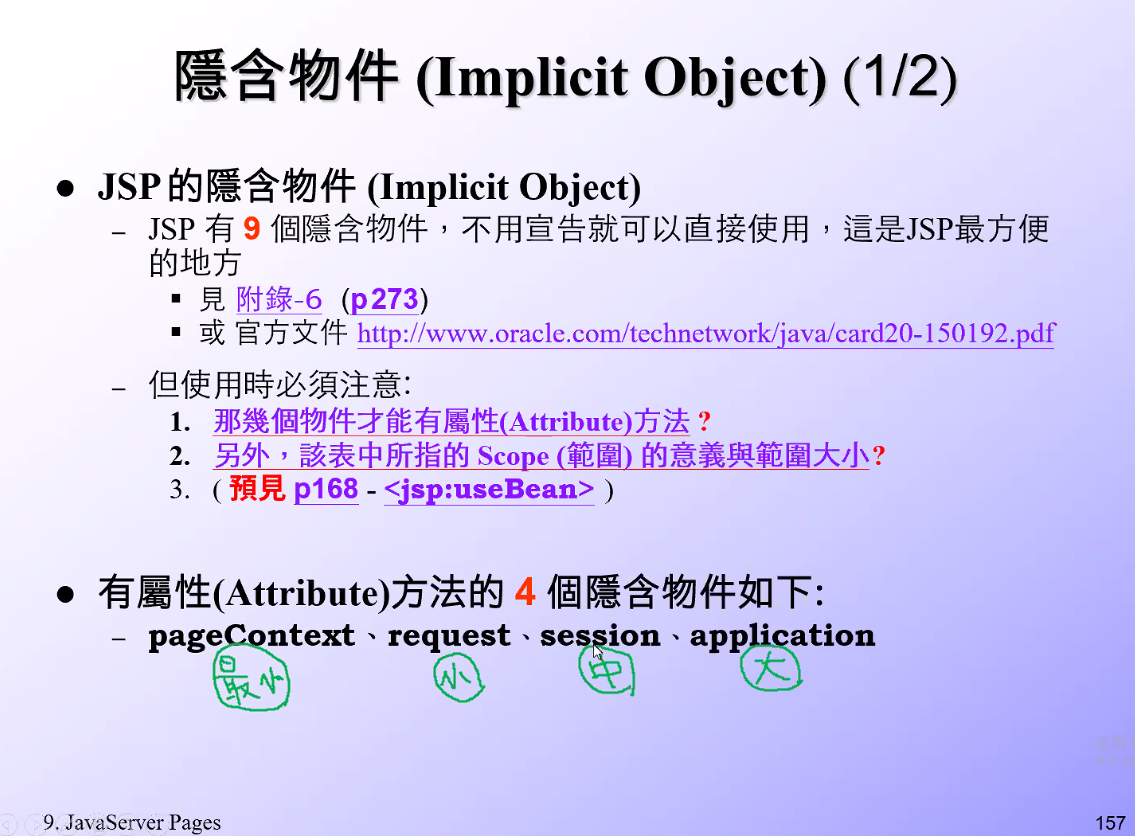 隱含物件 (Implicit Object) (1/2)
● JSP的隱含物件 (Implicit Object)
– JSP 有 9 個隱含物件，不用宣告就可以直接使用，這是JSP最方便
的地方
▪ 見 附錄-6 (p273)
▪ 或 官方文件 http://www.oracle.com/technetwork/java/card20-150192.pdf
– 但使用時必須注意:
1. 那幾個物件才能有屬性(Attribute)方法 ?
2. 另外，該表中所指的 Scope (範圍) 的意義與範圍大小?
3. ( 預見 p168 - <jsp:useBean> )
● 有屬性(Attribute)方法的 4 個隱含物件如下:
– pageContext、request、session、application
最小 小 中 大
9. JavaServer Pages 157